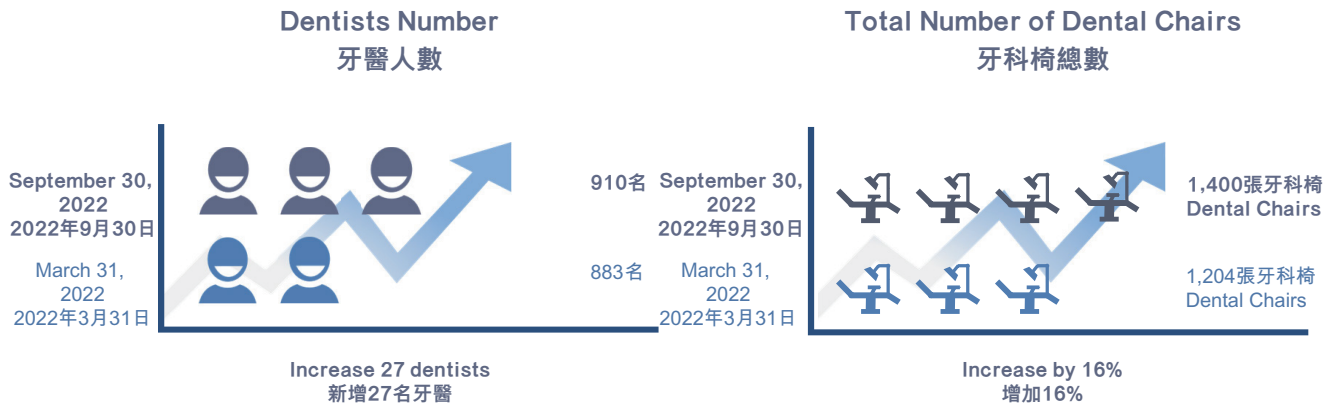 Dentists Number
牙醫人數
September 30,
2022
2022年9月30日
910名
March 31,
2022
2022年3月31日
883名
Increase 27 dentists
新增27名牙醫
Total Number of Dental Chairs
牙科椅總數
September 30,
2022
2022年9月30日
1,400張牙科椅
Dental Chairs
March 31,
2022
2022年3月31日
1,204張牙科椅
Dental Chairs
Increase by 16%
增加16%